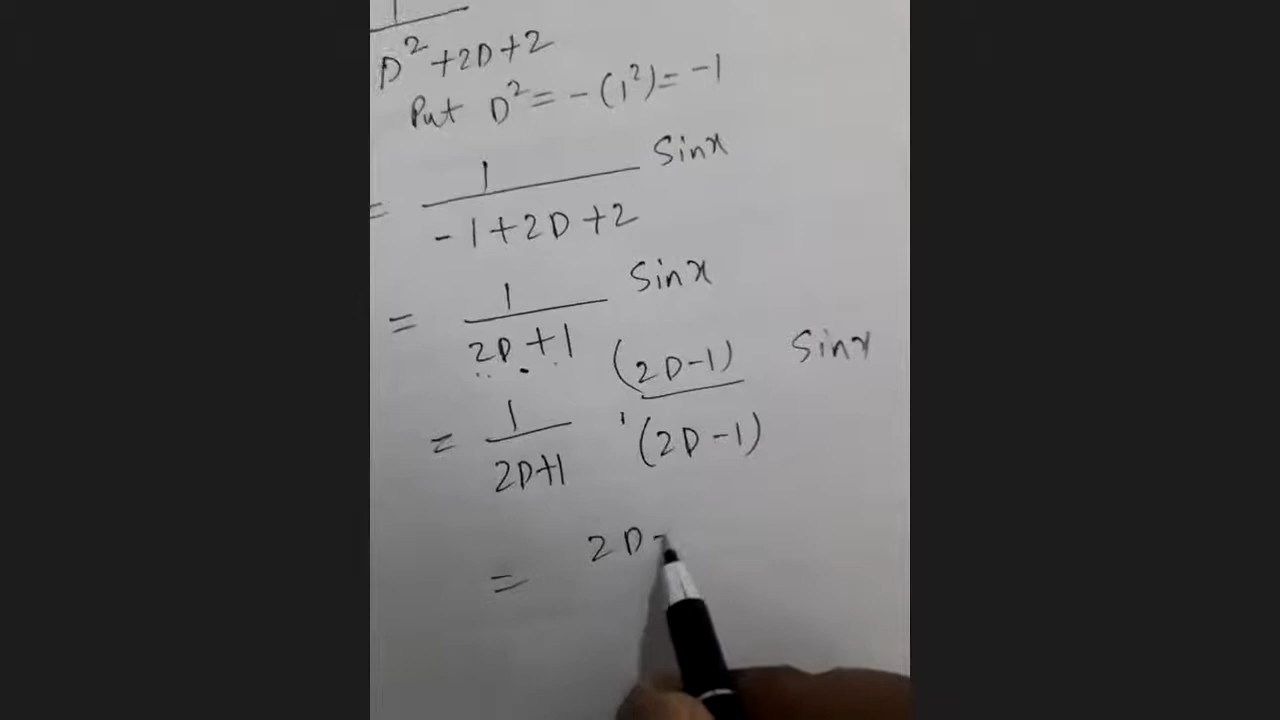 1
D²+2D+2
Put D² = -(1²) = -1
= 1 Sinx
-1+2D+2
= 1 Sinx
2D+1
= 1 (2D-1) Sinx
2D+1 (2D-1)
= 2D-